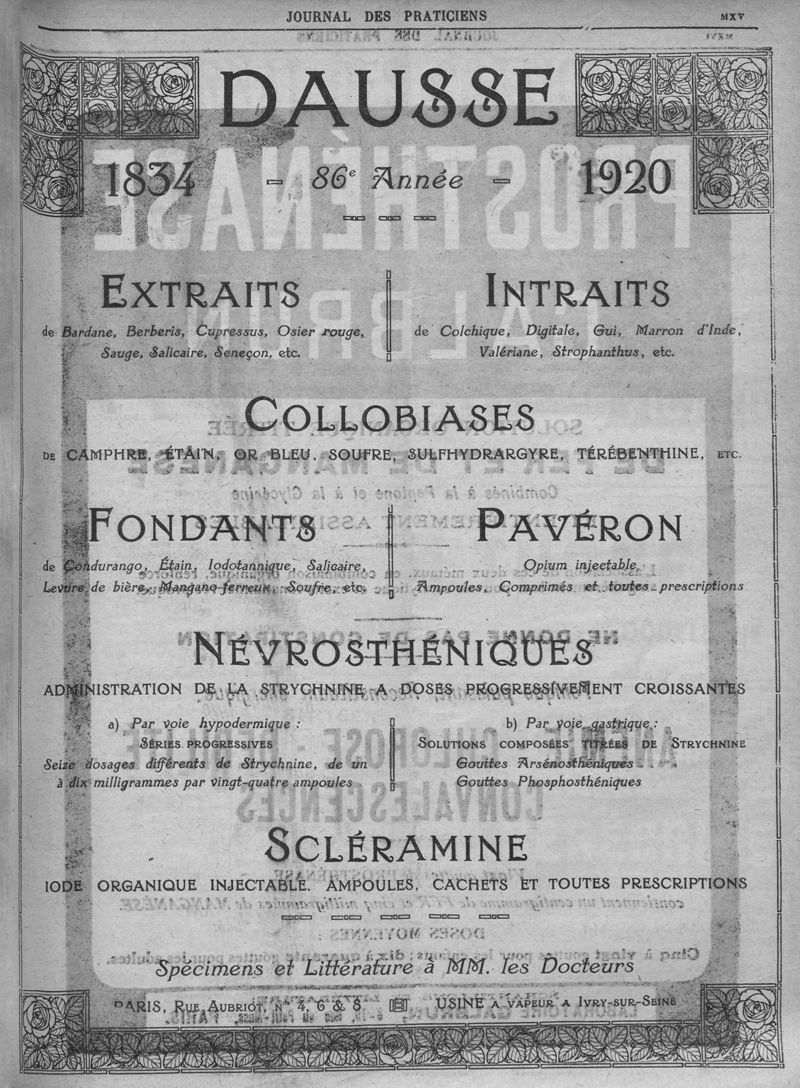 JOURNAL DES PRATICIENS
MXV
DAUSSE
1834 - 86e Année - 1920
EXTRAITS
de Bardane, Berberis, Cupressus, Osier rouge,
Sauge, Salicaire, Seneçon, etc.
INTRAITS
de Colchique, Digitale, Gui, Marron d'Inde,
Valériane, Strophanthus, etc.
COLLOBIASES
DE CAMPHRE, ÉTAIN, OR BLEU, SOUFRE, SULFHYDRARGYRE, TÉRÉBENTHINE, ETC.
FONDANTS
de Condurango, Étain, Iodotannique, Salicaire,
Levure de bière, Mangano-ferreux, Soufre, etc.
PAVÉRON
Opium injectable,
Ampoules, Comprimés et toutes prescriptions
NÉVROSTHÉNIQUES
ADMINISTRATION DE LA STRYCHNINE A DOSES PROGRESSIVEMENT CROISSANTES
a) Par voie hypodermique :
SÉRIES PROGRESSIVES
Seize dosages différents de Strychnine, de un
à dix milligrammes par vingt-quatre ampoules
b) Par voie gastrique :
SOLUTIONS COMPOSÉES TITRÉES DE STRYCHNINE
Gouttes Arsénosthéniques
Gouttes Phosphosthéniques
SCLÉRAMINE
IODE ORGANIQUE INJECTABLE. AMPOULES, CACHETS ET TOUTES PRESCRIPTIONS
Spécimens et Littérature à MM. les Docteurs
PARIS, RUE AUBRIOT, Nos 4, 6 & 8 USINE A VAPEUR A IVRY-SUR-SEINE